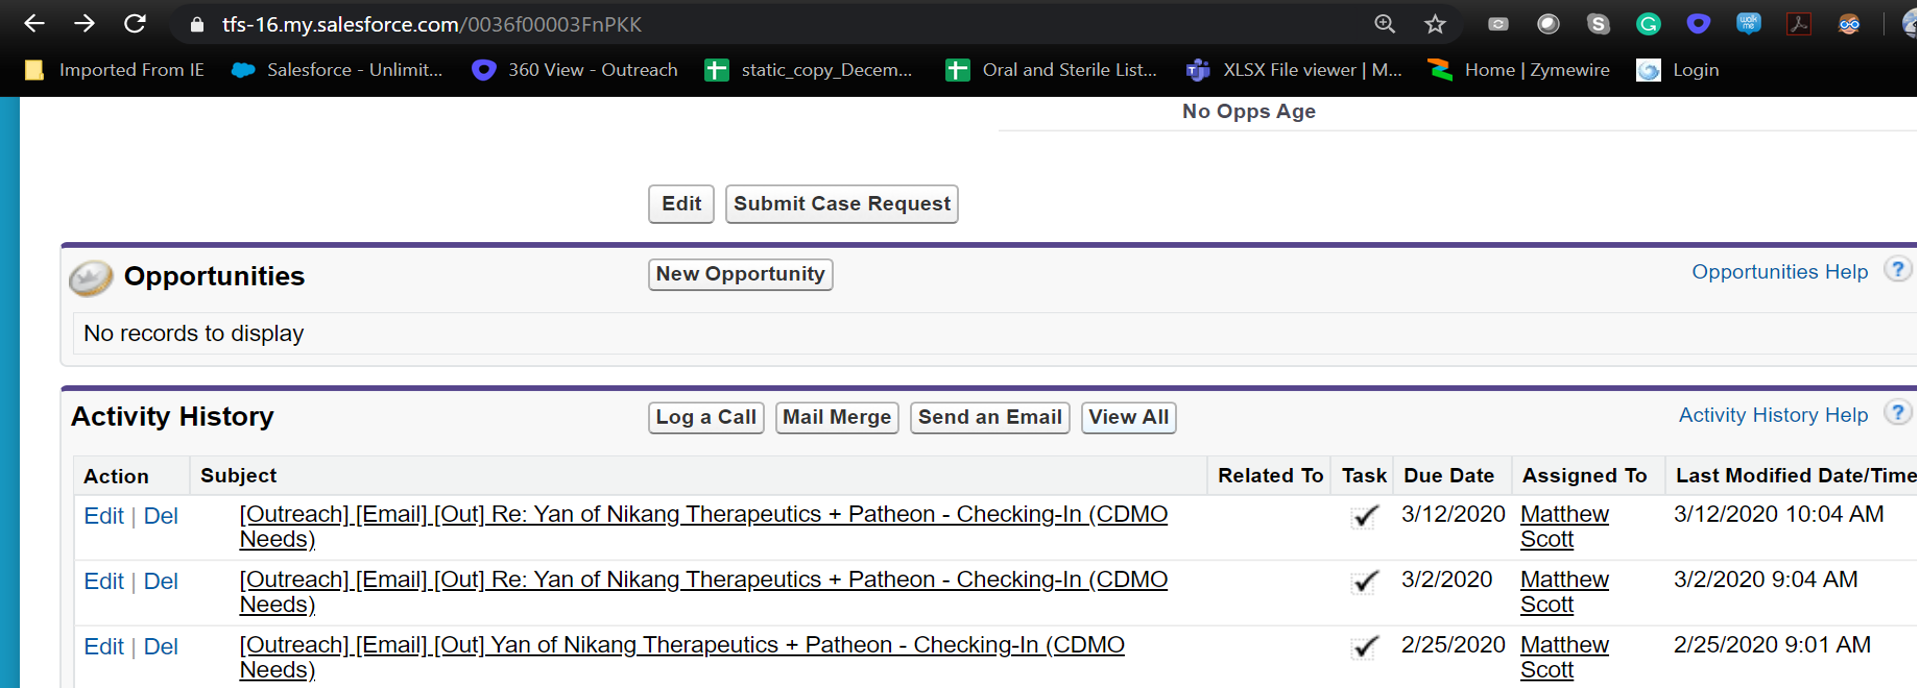 tfs-16.my.salesforce.com/0036f00003FnPKK
Imported From IE Salesforce - Unlimit... 360 View - Outreach static_copy_Decem... Oral and Sterile List... XLSX File viewer | M... Home | Zymewire Login
No Opps Age
Edit Submit Case Request
Opportunities New Opportunity Opportunities Help ?
No records to display
Activity History Log a Call Mail Merge Send an Email View All Activity History Help ?
Action Subject Related To Task Due Date Assigned To Last Modified Date/Time
Edit | Del [Outreach] [Email] [Out] Re: Yan of Nikang Therapeutics + Patheon - Checking-In (CDMO 3/12/2020 Matthew 3/12/2020 10:04 AM
Needs) Scott
Edit | Del [Outreach] [Email] [Out] Re: Yan of Nikang Therapeutics + Patheon - Checking-In (CDMO 3/2/2020 Matthew 3/2/2020 9:04 AM
Needs) Scott
Edit | Del [Outreach] [Email] [Out] Yan of Nikang Therapeutics + Patheon - Checking-In (CDMO 2/25/2020 Matthew 2/25/2020 9:01 AM
Needs) Scott